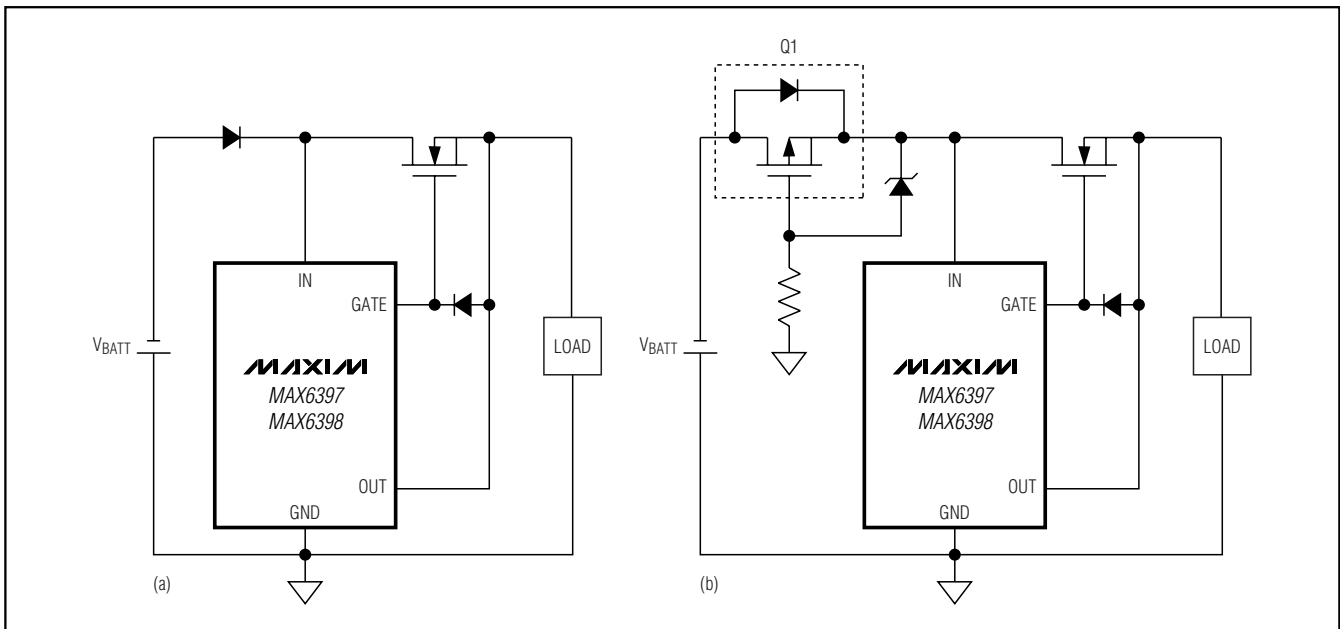 IN
GATE
V_BATT
LOAD
MAXIM
MAX6397
MAX6398
OUT
GND
(a)
Q1
IN
GATE
V_BATT
LOAD
MAXIM
MAX6397
MAX6398
OUT
GND
(b)